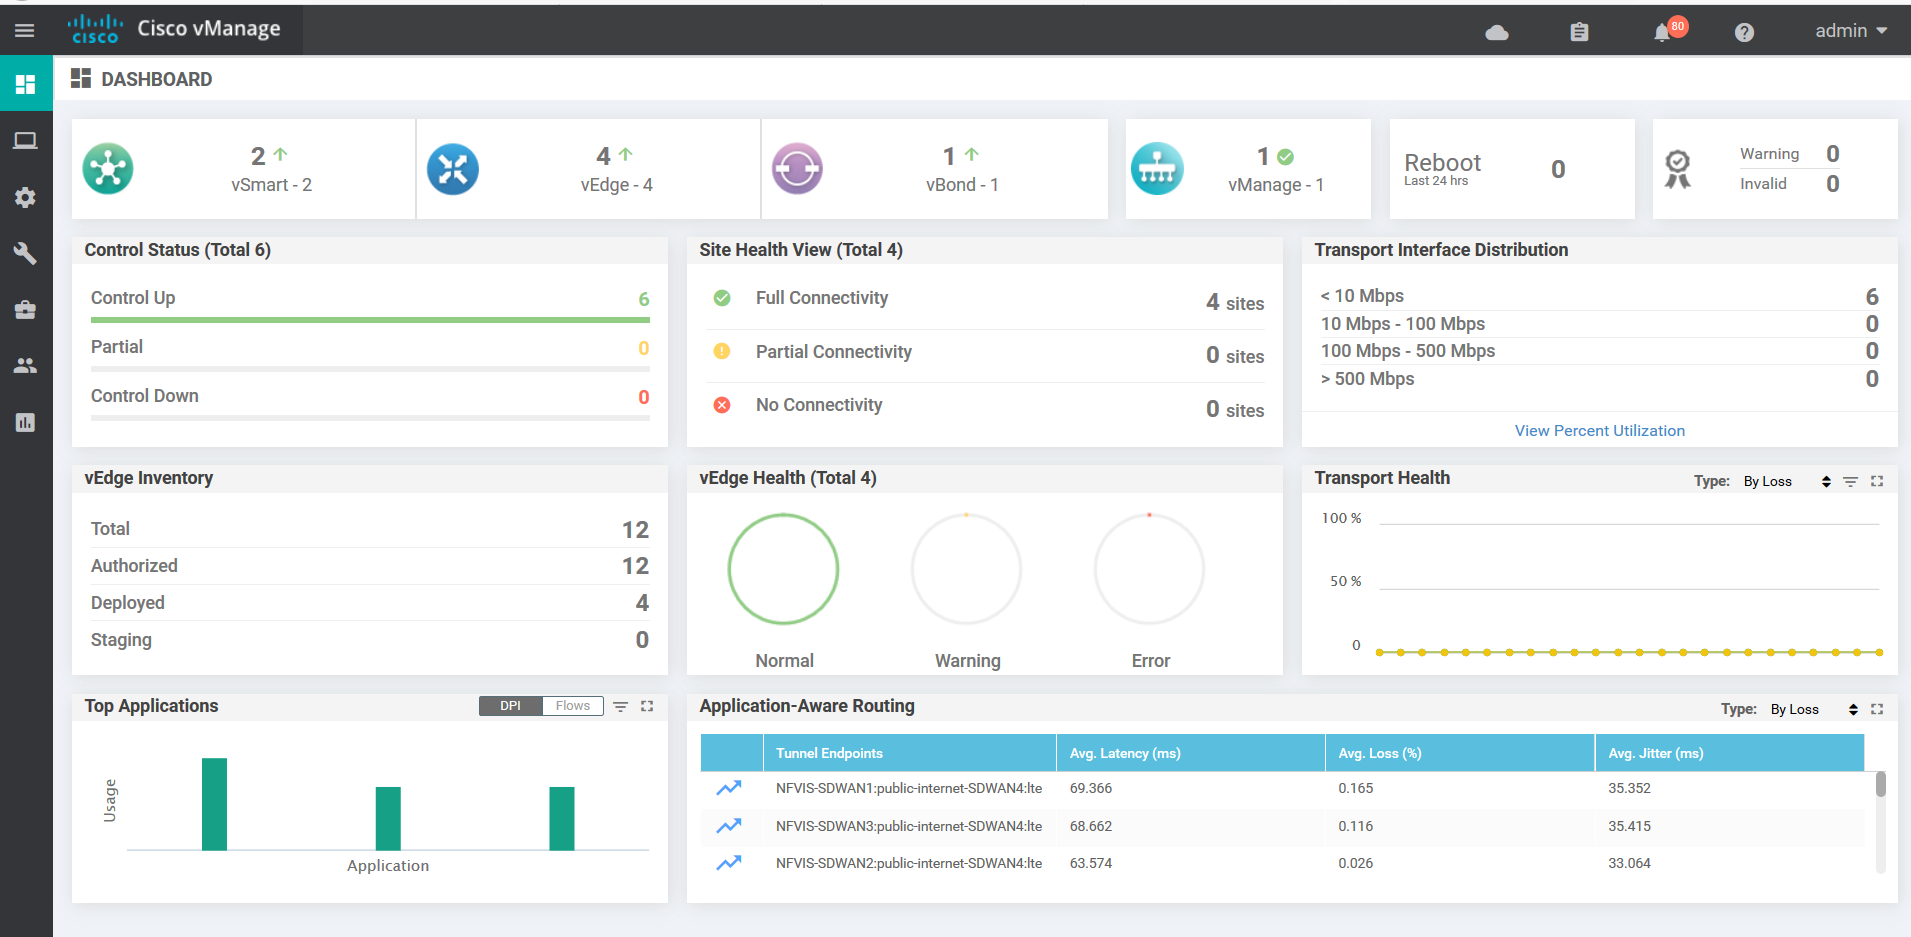 CISCO Cisco vManage
80
admin
DASHBOARD
2
vSmart - 2
4
vEdge - 4
1
vBond - 1
1
vManage - 1
Reboot
Last 24 hrs
0
Warning 0
Invalid 0
Control Status (Total 6)
Control Up 6
Partial 0
Control Down 0
Site Health View (Total 4)
Full Connectivity 4 sites
Partial Connectivity 0 sites
No Connectivity 0 sites
Transport Interface Distribution
< 10 Mbps 6
10 Mbps - 100 Mbps 0
100 Mbps - 500 Mbps 0
> 500 Mbps 0
View Percent Utilization
vEdge Inventory
Total 12
Authorized 12
Deployed 4
Staging 0
vEdge Health (Total 4)
Normal Warning Error
Transport Health Type: By Loss
100 %
50 %
0
Top Applications DPI Flows
Usage
Application
Application-Aware Routing Type: By Loss
Tunnel Endpoints Avg. Latency (ms) Avg. Loss (%) Avg. Jitter (ms)
NFVIS-SDWAN1:public-internet-SDWAN4:lte 69.366 0.165 35.352
NFVIS-SDWAN3:public-internet-SDWAN4:lte 68.662 0.116 35.415
NFVIS-SDWAN2:public-internet-SDWAN4:lte 63.574 0.026 33.064